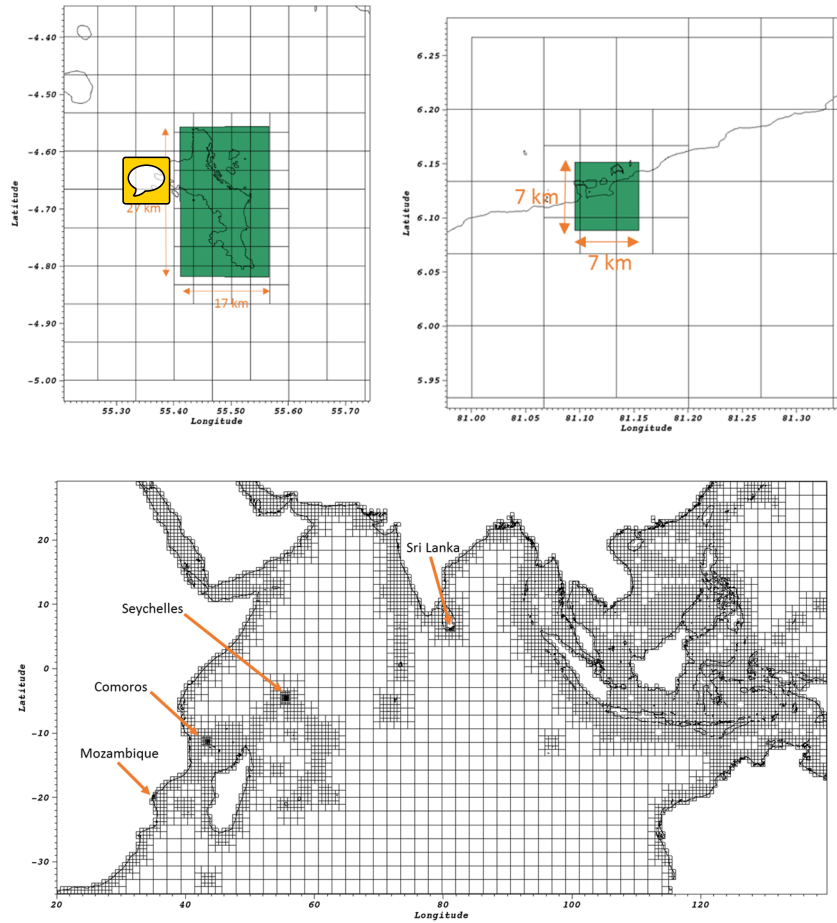 -4.40
-4.50
-4.60
-4.70
-4.80
-4.90
-5.00
Latitude
27 km
17 km
55.30 55.40 55.50 55.60 55.70
Longitude
6.25
6.20
6.15
6.10
6.05
6.00
5.95
Latitude
7 km
7 km
81.00 81.05 81.10 81.15 81.20 81.25 81.30
Longitude
20
10
0
-10
-20
-30
Latitude
Sri Lanka
Seychelles
Comoros
Mozambique
20 40 60 80 100 120
Longitude